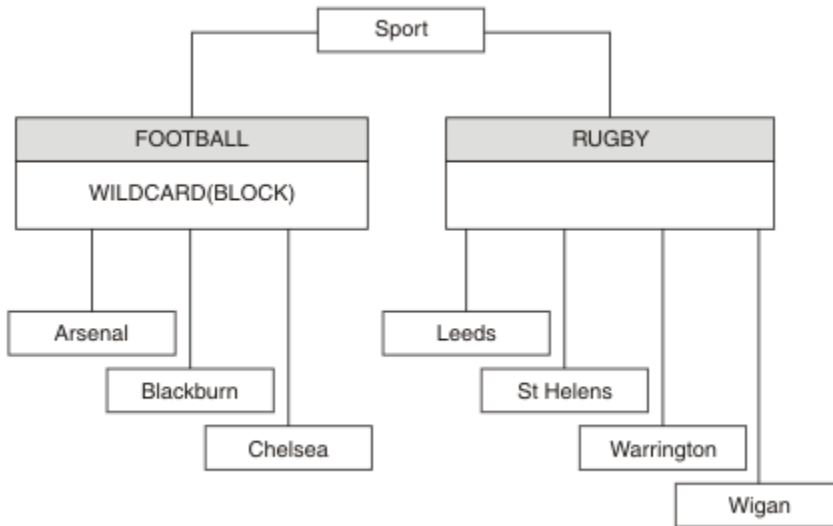 Sport
FOOTBALL
RUGBY
WILDCARD(BLOCK)
Arsenal
Leeds
Blackburn
St Helens
Chelsea
Warrington
Wigan